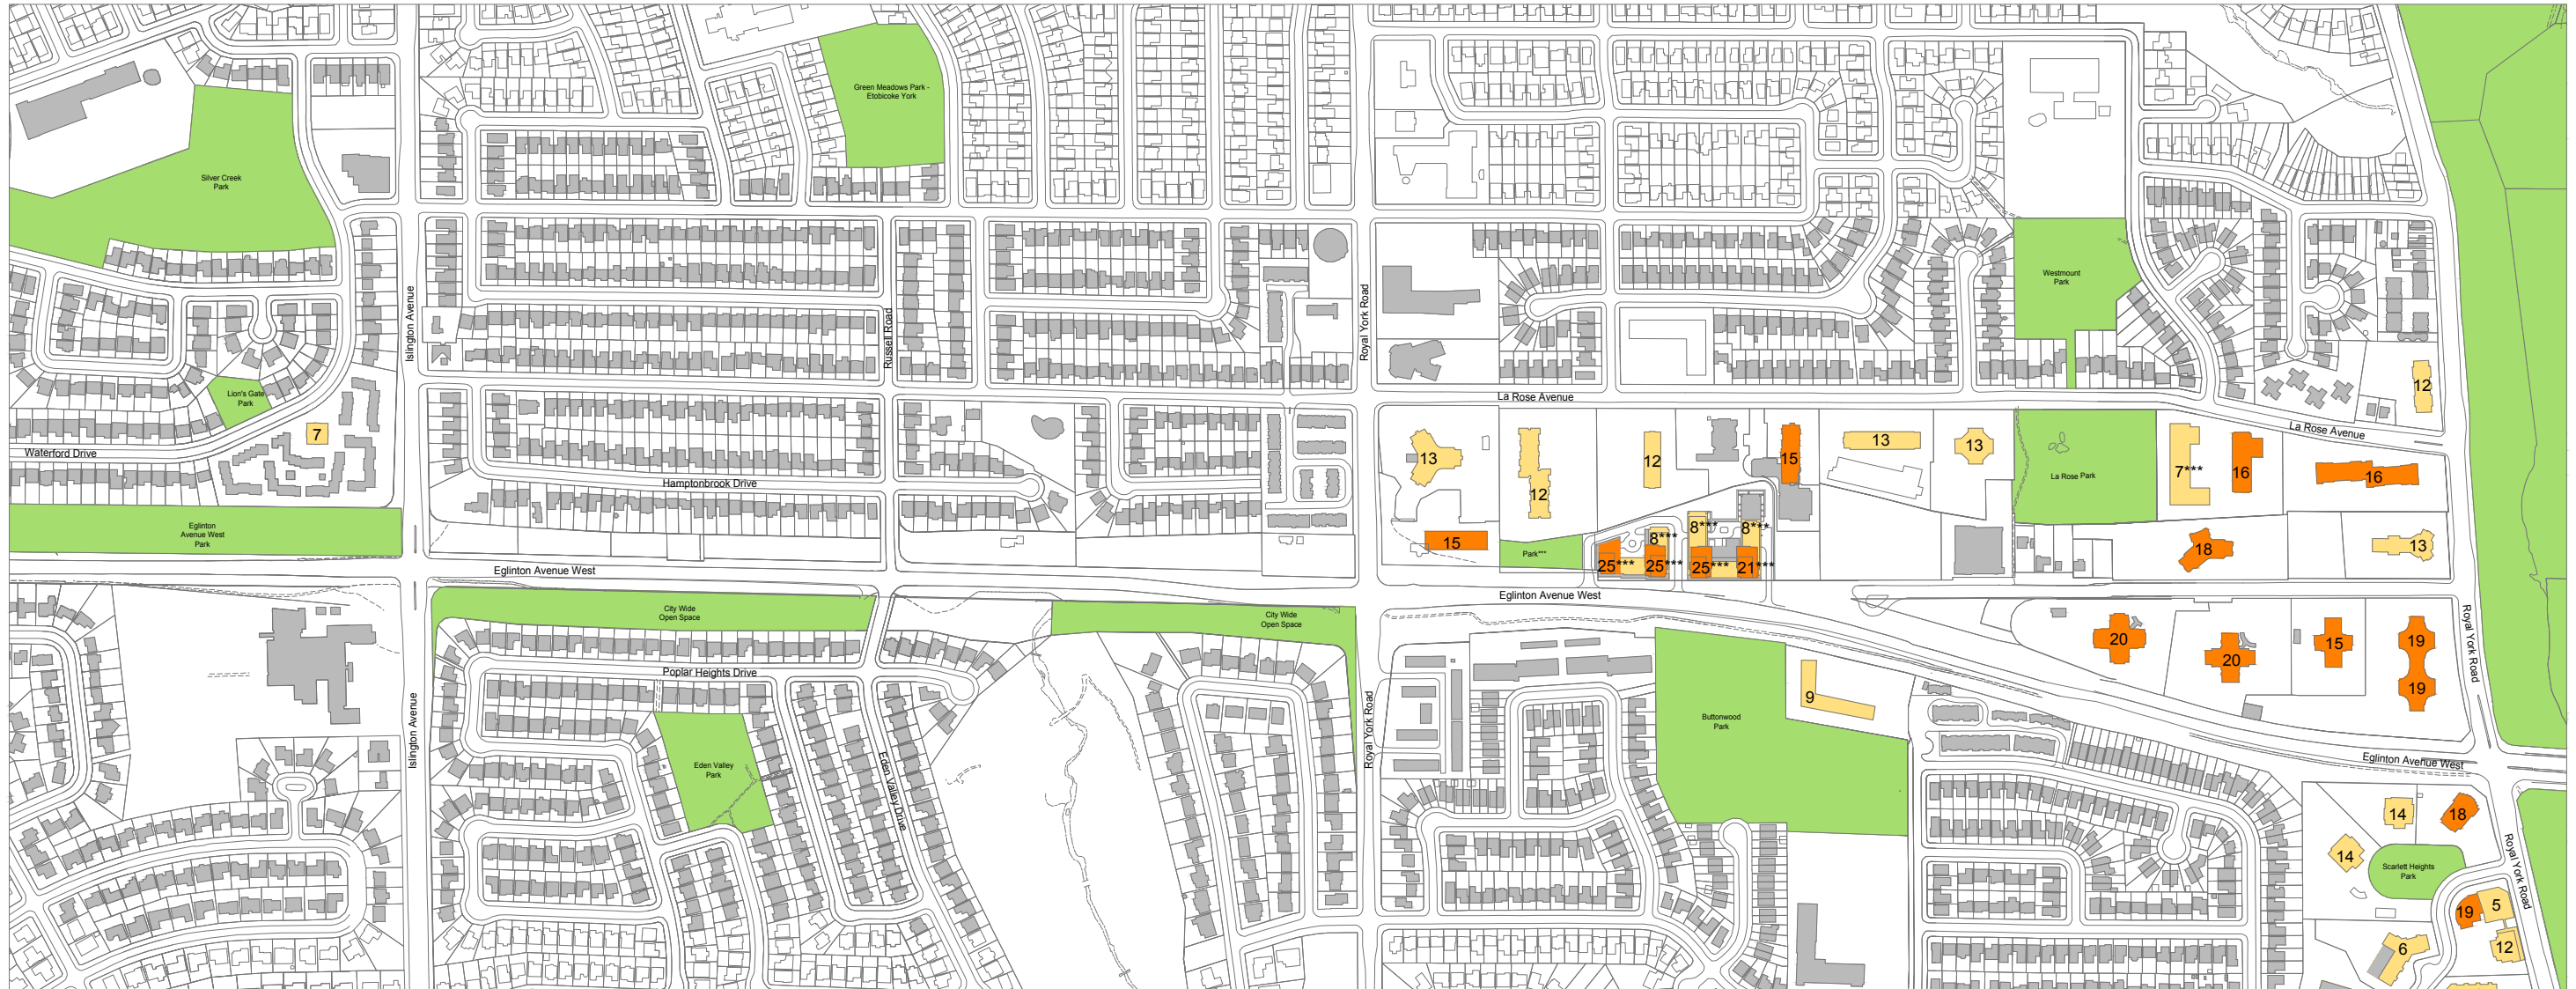 Green Meadows Park -
Etobicoke York
Silver Creek
Park
Westmount
Park
Islington Avenue
Russell Road
Royal York Road
Lion's Gate
Park
7
Waterford Drive
Hamptonbrook Drive
La Rose Avenue
La Rose Avenue
12
13
12
12
15
13
13
La Rose Park
7***
16
16
Eglinton
Avenue West
Park
15
Park***
8***
8***
8***
25***
25***
25***
21***
18
13
Eglinton Avenue West
Eglinton Avenue West
City Wide
Open Space
City Wide
Open Space
20
20
15
19
19
Royal York Road
Poplar Heights Drive
Islington Avenue
Eden Valley
Park
Eden Valley Drive
Royal York Road
Buttonwood
Park
9
Eglinton Avenue West
14
18
14
Scarlett Heights
Park
Royal York Road
19
5
6
12